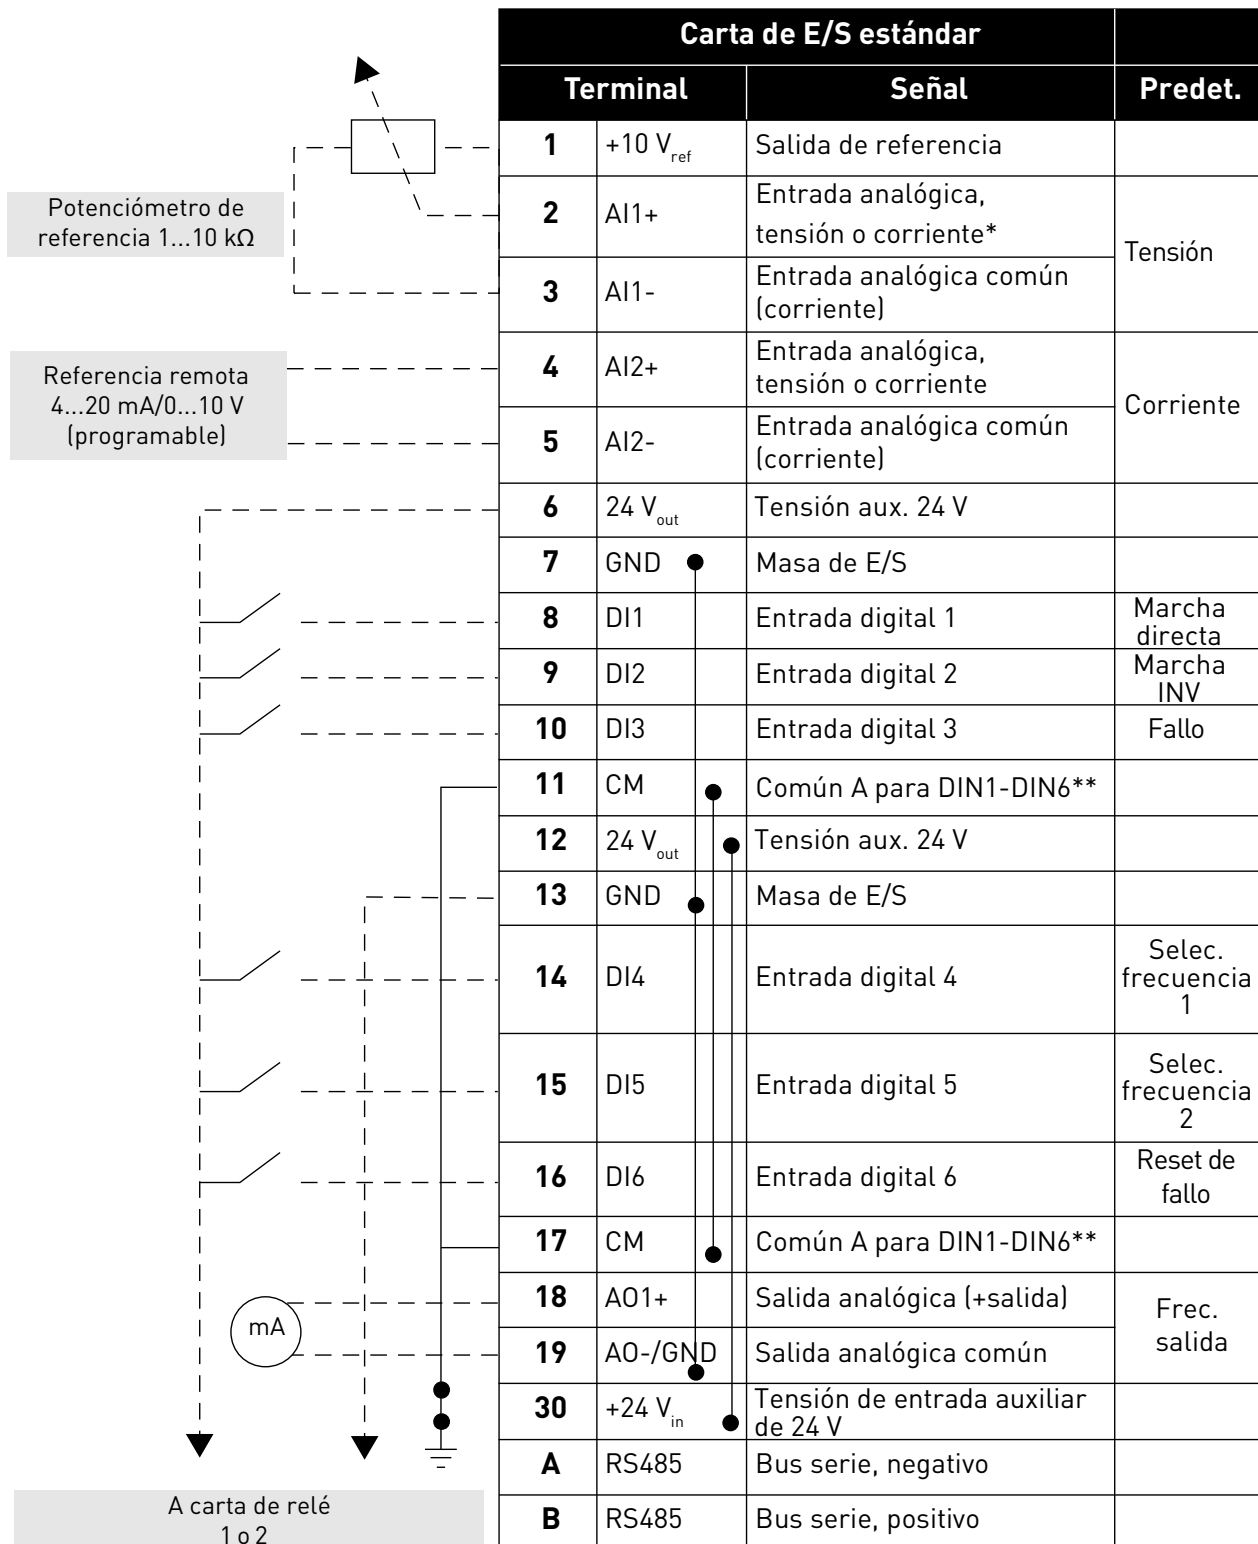 Carta de E/S estándar
Terminal Señal Predet.
1 +10 Vref Salida de referencia
Potenciómetro de
referencia 1...10 kΩ
2 AI1+ Entrada analógica,
tensión o corriente*
Tensión
3 AI1- Entrada analógica común
(corriente)
Referencia remota
4...20 mA/0...10 V
(programable)
4 AI2+ Entrada analógica,
tensión o corriente
Corriente
5 AI2- Entrada analógica común
(corriente)
6 24 Vout Tensión aux. 24 V
7 GND Masa de E/S
8 DI1 Entrada digital 1 Marcha
directa
9 DI2 Entrada digital 2 Marcha
INV
10 DI3 Entrada digital 3 Fallo
11 CM Común A para DIN1-DIN6**
12 24 Vout Tensión aux. 24 V
13 GND Masa de E/S
14 DI4 Entrada digital 4 Selec.
frecuencia
1
15 DI5 Entrada digital 5 Selec.
frecuencia
2
16 DI6 Entrada digital 6 Reset de
fallo
17 CM Común A para DIN1-DIN6**
mA
18 AO1+ Salida analógica (+salida)
Frec.
salida
19 AO-/GND Salida analógica común
30 +24 Vin Tensión de entrada auxiliar
de 24 V
A RS485 Bus serie, negativo
A carta de relé
1 o 2
B RS485 Bus serie, positivo